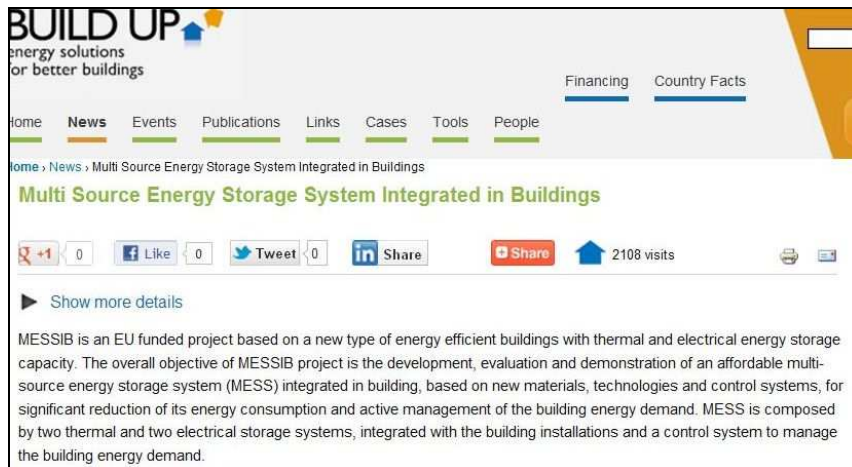 BUILD UP
energy solutions
for better buildings
Financing Country Facts
Home News Events Publications Links Cases Tools People
Home › News › Multi Source Energy Storage System Integrated in Buildings
Multi Source Energy Storage System Integrated in Buildings
+1 0 Like 0 Tweet 0 in Share Share 2108 visits
Show more details
MESSIB is an EU funded project based on a new type of energy efficient buildings with thermal and electrical energy storage
capacity. The overall objective of MESSIB project is the development, evaluation and demonstration of an affordable multi-
source energy storage system (MESS) integrated in building, based on new materials, technologies and control systems, for
significant reduction of its energy consumption and active management of the building energy demand. MESS is composed
by two thermal and two electrical storage systems, integrated with the building installations and a control system to manage
the building energy demand.